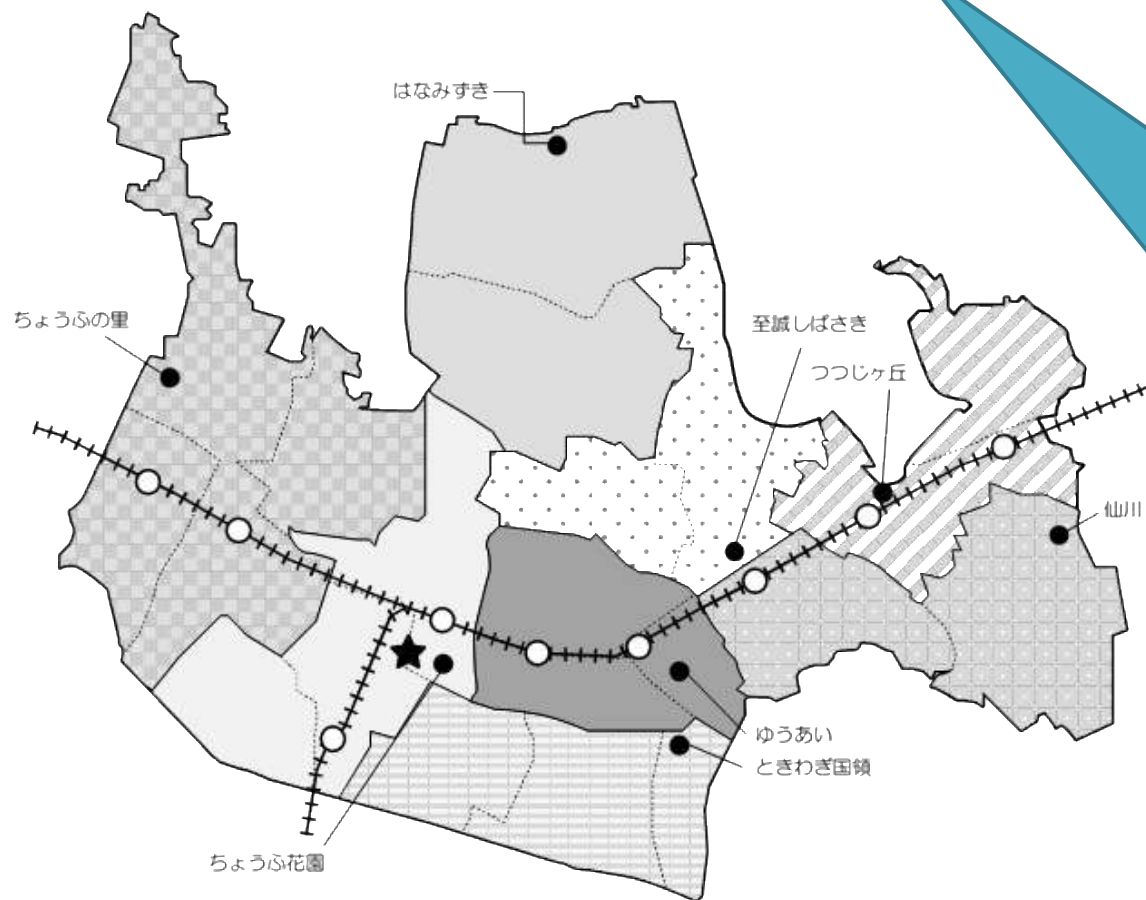 はなみずき
ちょうふの里
至誠しばさき
つつじヶ丘
仙川
ゆうあい
ときわぎ国領
ちょうふ花園